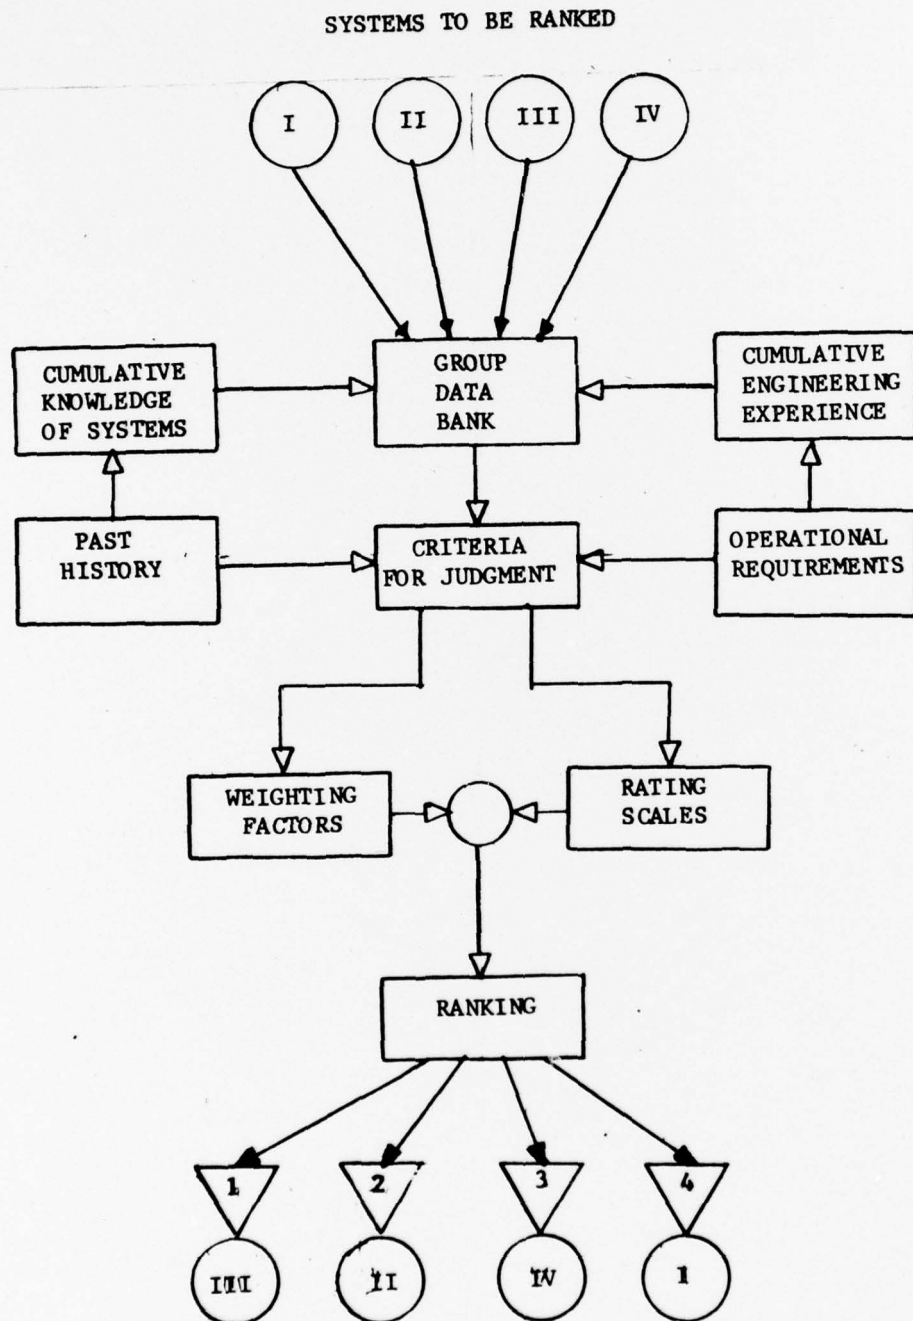 SYSTEMS TO BE RANKED
I
II
III
IV
CUMULATIVE
KNOWLEDGE
OF SYSTEMS
GROUP
DATA
BANK
CUMULATIVE
ENGINEERING
EXPERIENCE
PAST
HISTORY
CRITERIA
FOR JUDGMENT
OPERATIONAL
REQUIREMENTS
WEIGHTING
FACTORS
RATING
SCALES
RANKING
1
2
3
4
III
II
IV
I